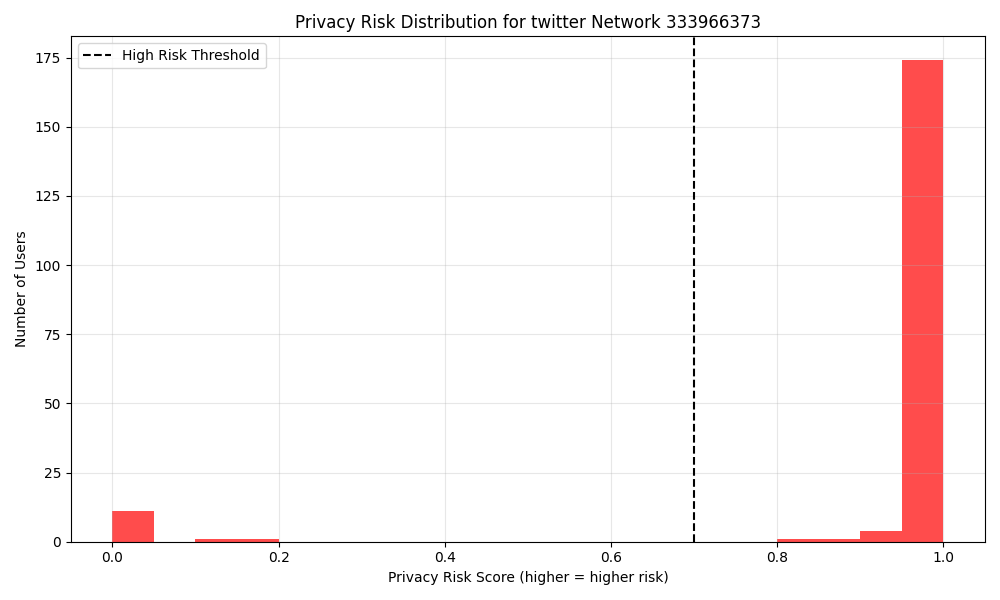 Privacy Risk Distribution for twitter Network 333966373
High Risk Threshold
175
150
125
100
75
50
25
0
Number of Users
0.0 0.2 0.4 0.6 0.8 1.0
Privacy Risk Score (higher = higher risk)